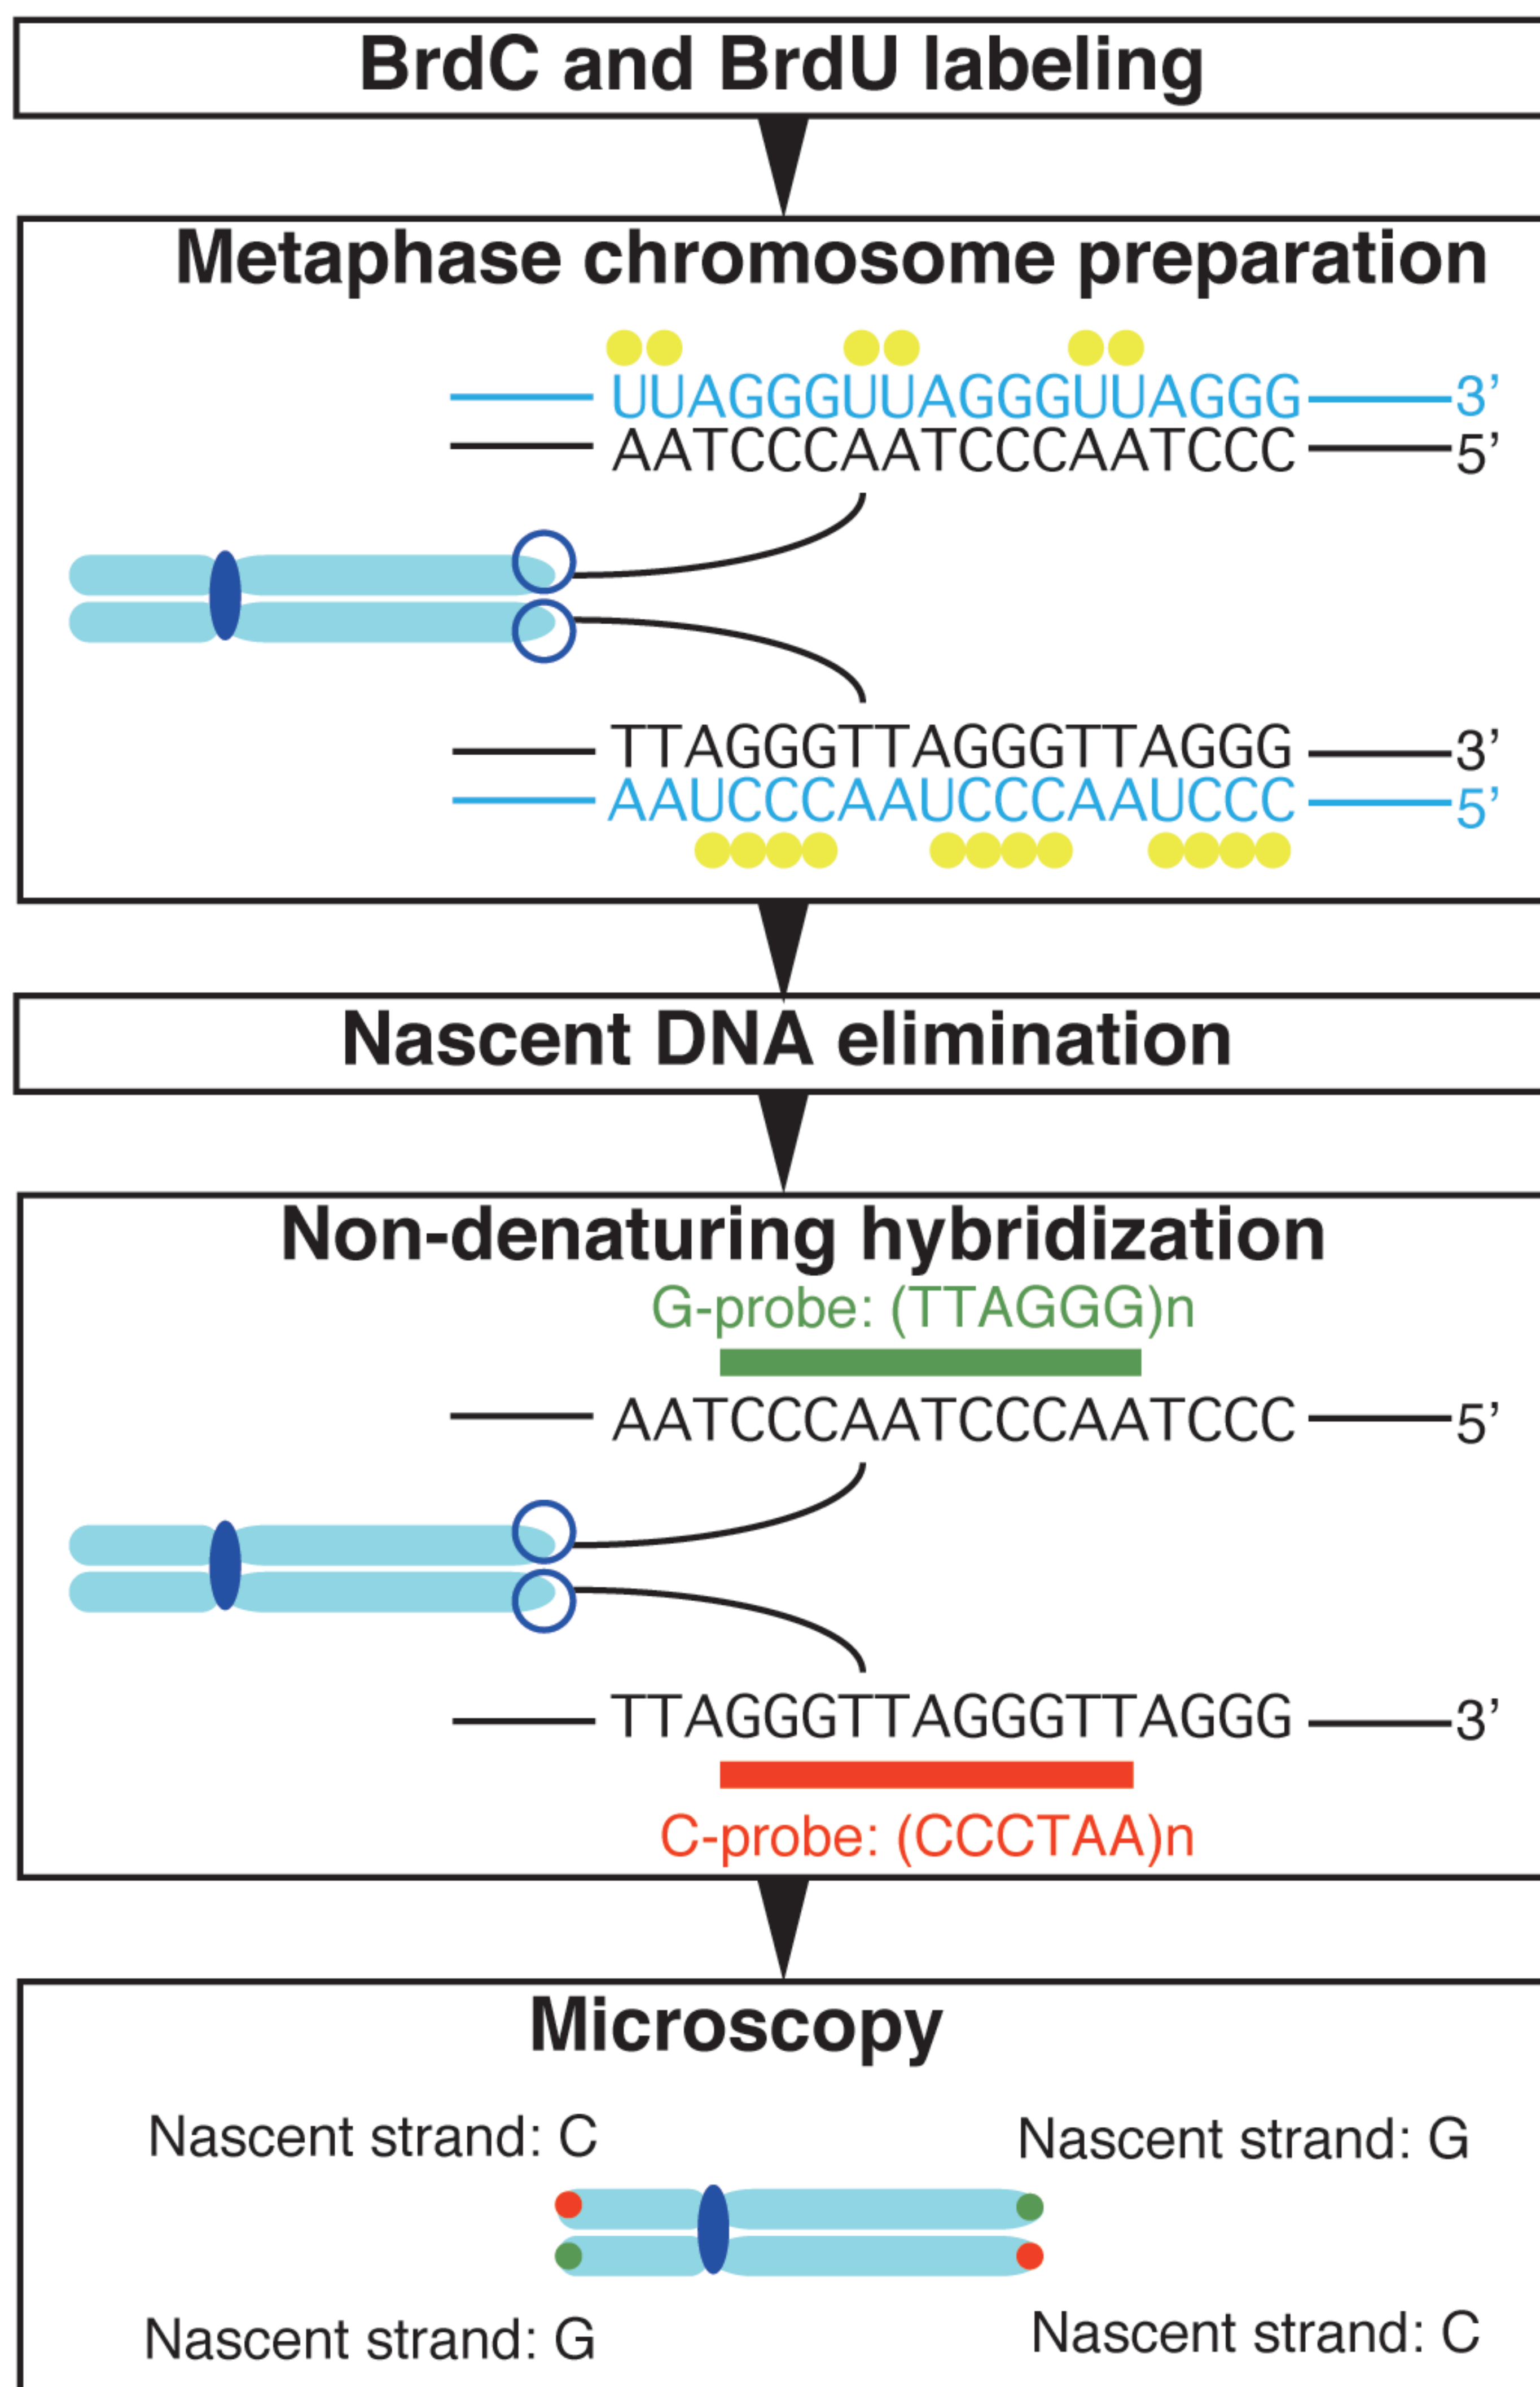 BrdC and BrdU labeling
Metaphase chromosome preparation
UUAGGGUUAGGGUUAGGG 3’
AATCCCAATCCCAATCCC 5’
TTAGGGTTAGGGTTAGGG 3’
AAUCCCAAUCCCAAUCCC 5’
Nascent DNA elimination
Non-denaturing hybridization
G-probe: (TTAGGG)n
AATCCCAATCCCAATCCC 5’
TTAGGGTTAGGGTTAGGG 3’
C-probe: (CCCTAA)n
Microscopy
Nascent strand: C
Nascent strand: G
Nascent strand: G
Nascent strand: C